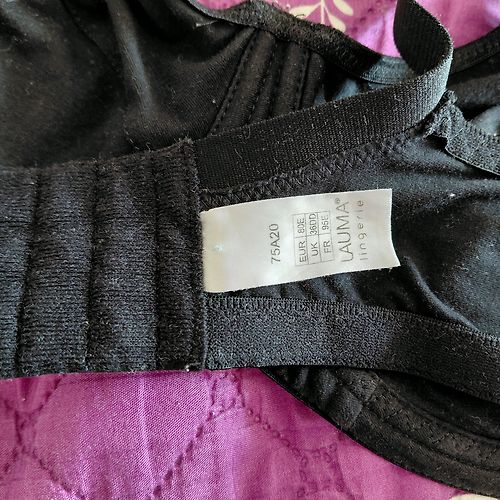 LAUMA®
lingerie
EUR 80E
UK 36DD
FR 95E
75A20